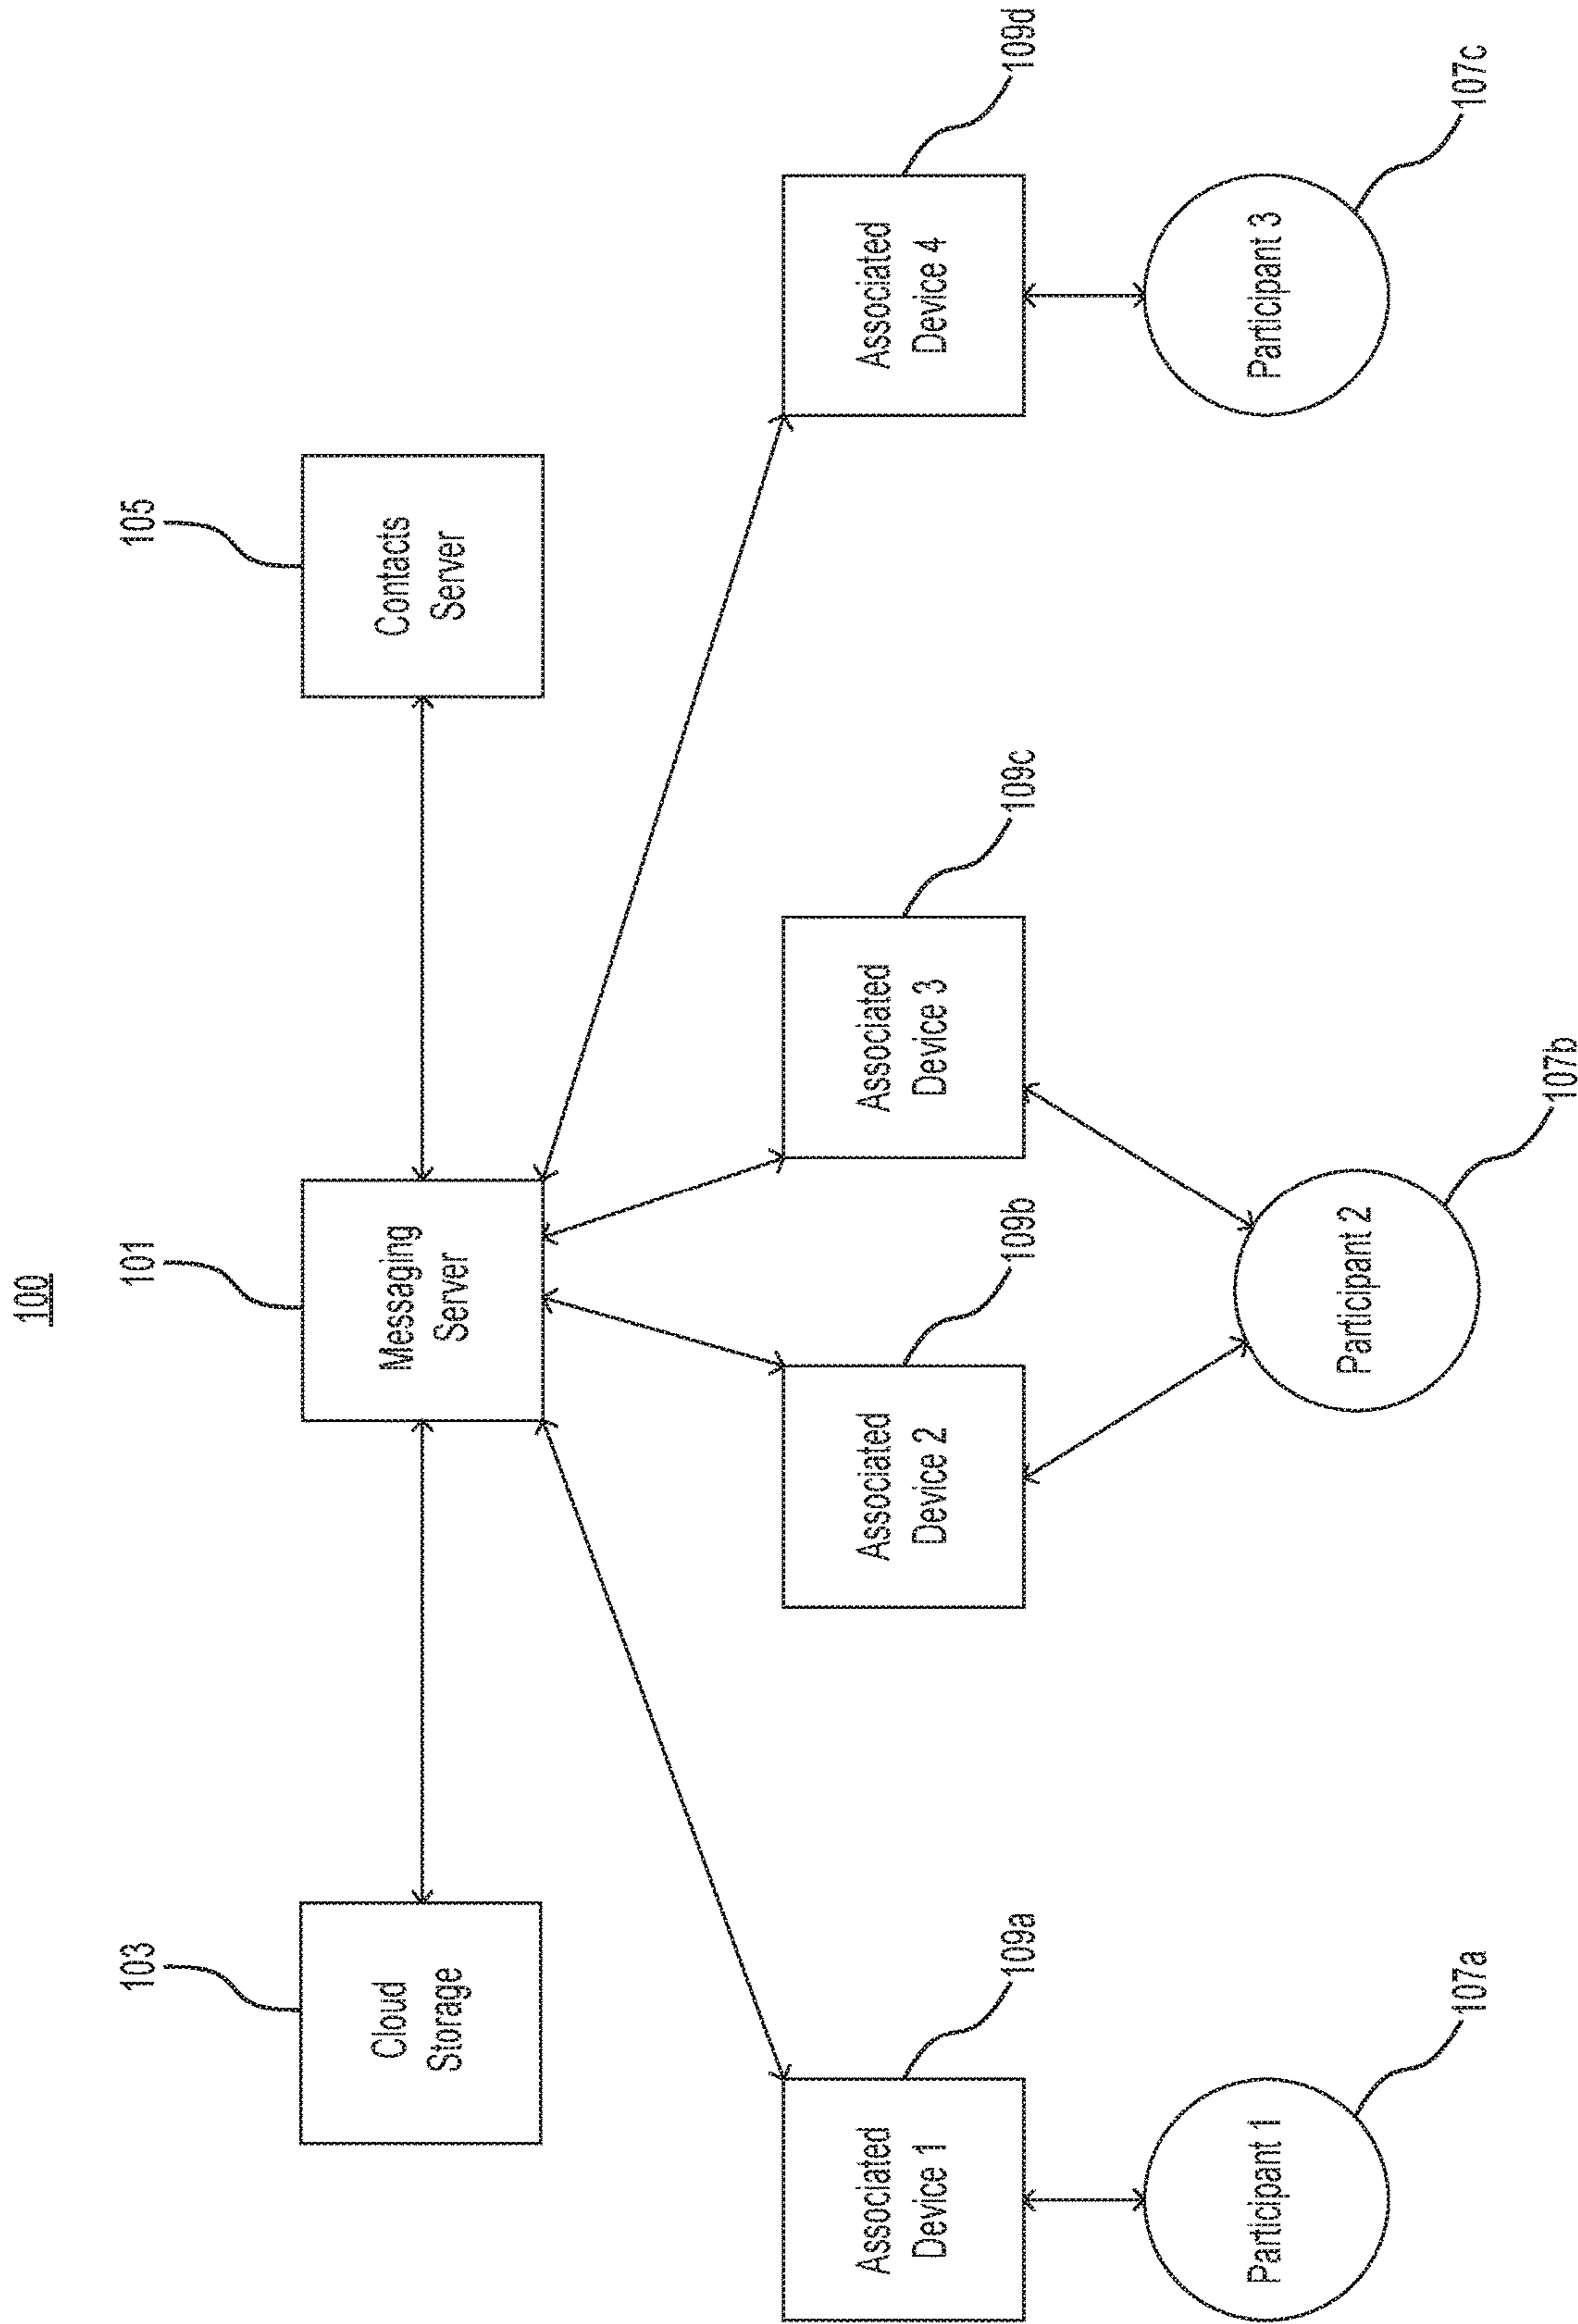 100
103
101
105
Cloud
Storage
Messaging
Server
Contacts
Server
Associated
Device 1
109a
Associated
Device 2
109b
Associated
Device 3
109c
Associated
Device 4
109d
Participant 1
107a
Participant 2
107b
Participant 3
107c